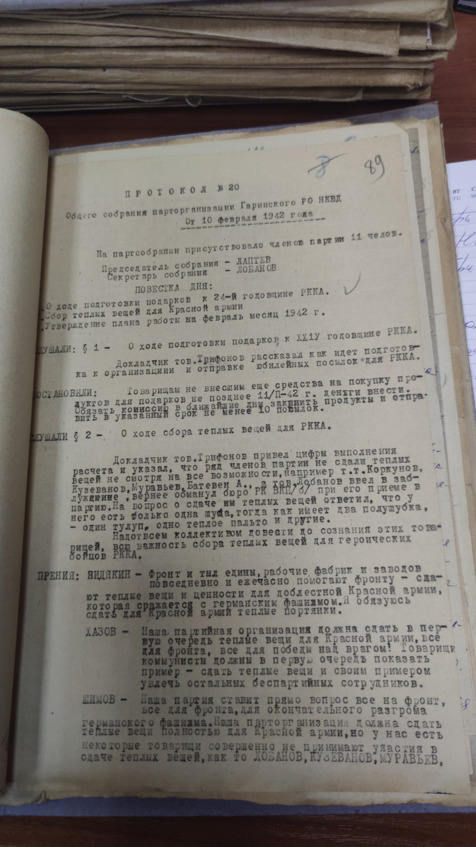 89
ПРОТОКОЛ №20
Общего собрания парторганизации Гаринского РО НКВД
От 10 февраля 1942 года
На партсобрании присутствовало членов партии 11 челов.
Председатель собрания - ЛАПТЕВ
Секретарь собрания - ЛОБАНОВ
ПОВЕСТКА ДНЯ:
О ходе подготовки подарков к 24-й годовщине РККА.
Сбор теплых вещей для Красной армии
Утверждение плана работы на февраль месяц 1942 г.
СЛУШАЛИ: § 1 - О ходе подготовки подарков к ХХ1У годовщине РККА.
Докладчик тов.Трифонов рассказал как идет подготов-
ка к организации и отправке юбилейных посылок для РККА.
ПОСТАНОВИЛИ: Товарищам не внесшим еще средства на покупку про-
дуктов для подарков не позднее 11/П-42 г. деньги внести.
Обязать комиссию в ближайшие дни закупить продукты и отпра-
вить в указанный срок не менее 10 посылок.
СЛУШАЛИ § 2 - О ходе сбора теплых вещей для РККА.
Докладчик тов.Трифонов привел цифры выполнения
расчета и указал, что ряд членов партии не сдали теплых
вещей не смотря на все возможности,например т.т.Коркунов,
Кузеванов,Муравьев,Батевен А., а тов.Лобанов ввел в заб-
луждение ,вернее обманул бюро РК ВКП/б/ при его приеме в
партию.На вопрос о сдаче им теплых вещей ответил, что у
него есть только одна шуба,тогда как имеет два полушубка,
- один тулуп, одно теплое пальто и другие.
Надо всем коллективом довести до сознания этих това-
рищей, всю важность сбора теплых вещей для героических
бойцов РККА.
ПРЕНИЯ: ЯИДЯКИН - Фронт и тыл едины,рабочие фабрик и заводов
повседневно и ежечасно помогают фронту - сда-
ют теплые вещи и ценности для доблестной Красной армии,
которая сражается с германским фашизмом.Я обязуюсь
сдать для Красной армии теплые портянки.
ХАЗОВ - Наша партийная организация должна сдать в пер-
вую очередь теплые вещи для Красной армии, все
для фронта, все для победы над врагом! Товарищи
коммунисты должны в первую очередь показать
пример - сдать теплые вещи и своим примером
увлечь остальных беспартийных сотрудников.
ШИМОВ - Наша партия ставит прямо вопрос все на фронт,
все для фронта,для окончательного разгрома
германского фашизма.Наша парторганизация должна сдать
теплые вещи полностью для Красной армии,но у нас есть
некоторые товарищи совершенно не принимают участия в
сдаче теплых вещей,как то ЛОБАНОВ,КУЗЕВАНОВ,МУРАВЬЕВ,